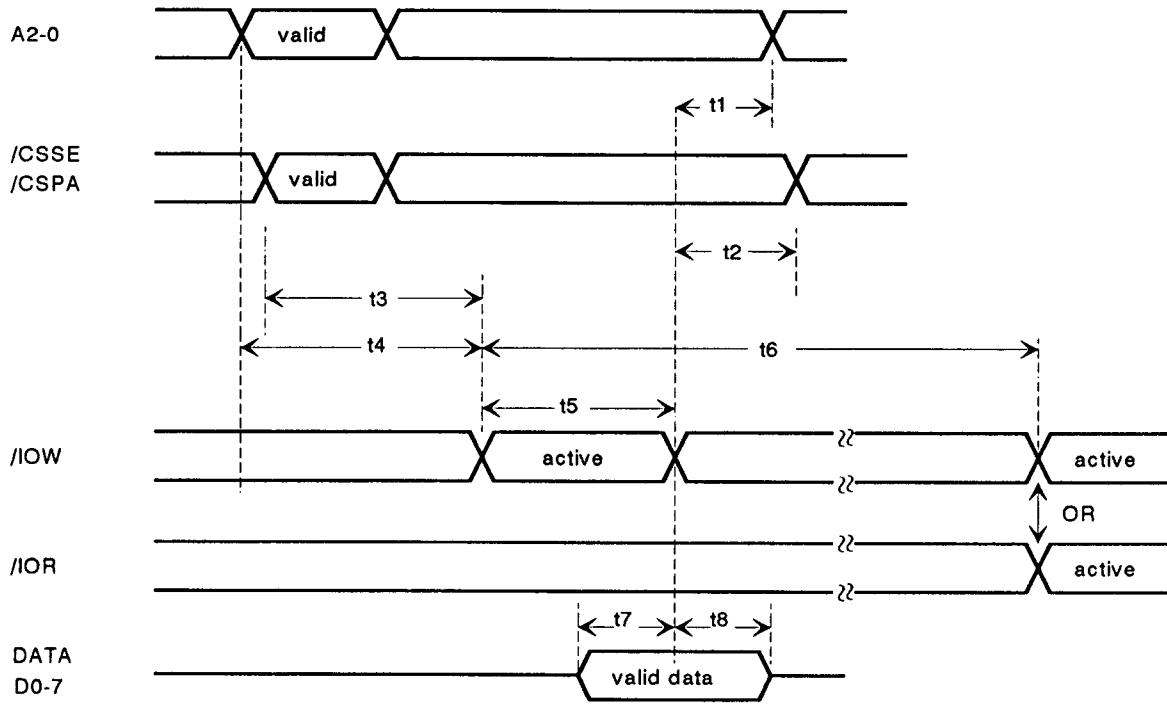 A2-0
valid
t1
/CSSE
/CSPA
valid
t2
t3
t4
t6
t5
/IOW
active
active
OR
/IOR
active
t7
t8
DATA
D0-7
valid data